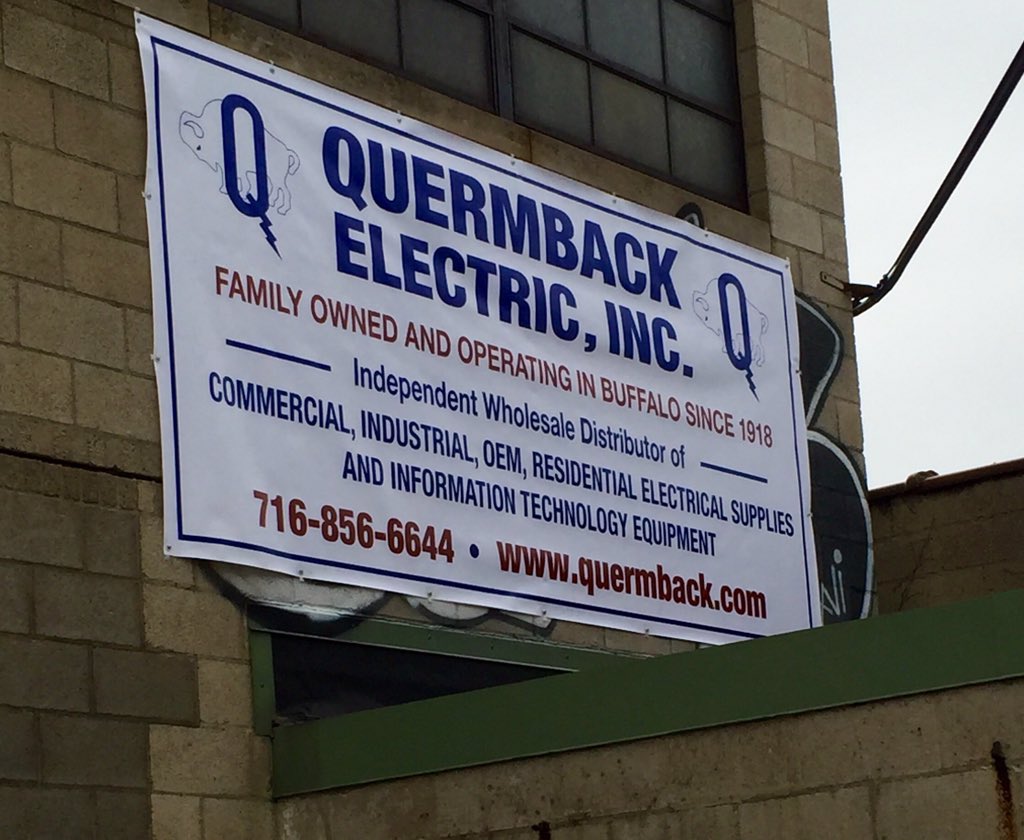 Q QUERMBACK
ELECTRIC, INC. Q
FAMILY OWNED AND OPERATING IN BUFFALO SINCE 1918
Independent Wholesale Distributor of
COMMERCIAL, INDUSTRIAL, OEM, RESIDENTIAL ELECTRICAL SUPPLIES
AND INFORMATION TECHNOLOGY EQUIPMENT
716-856-6644 • www.quermback.com